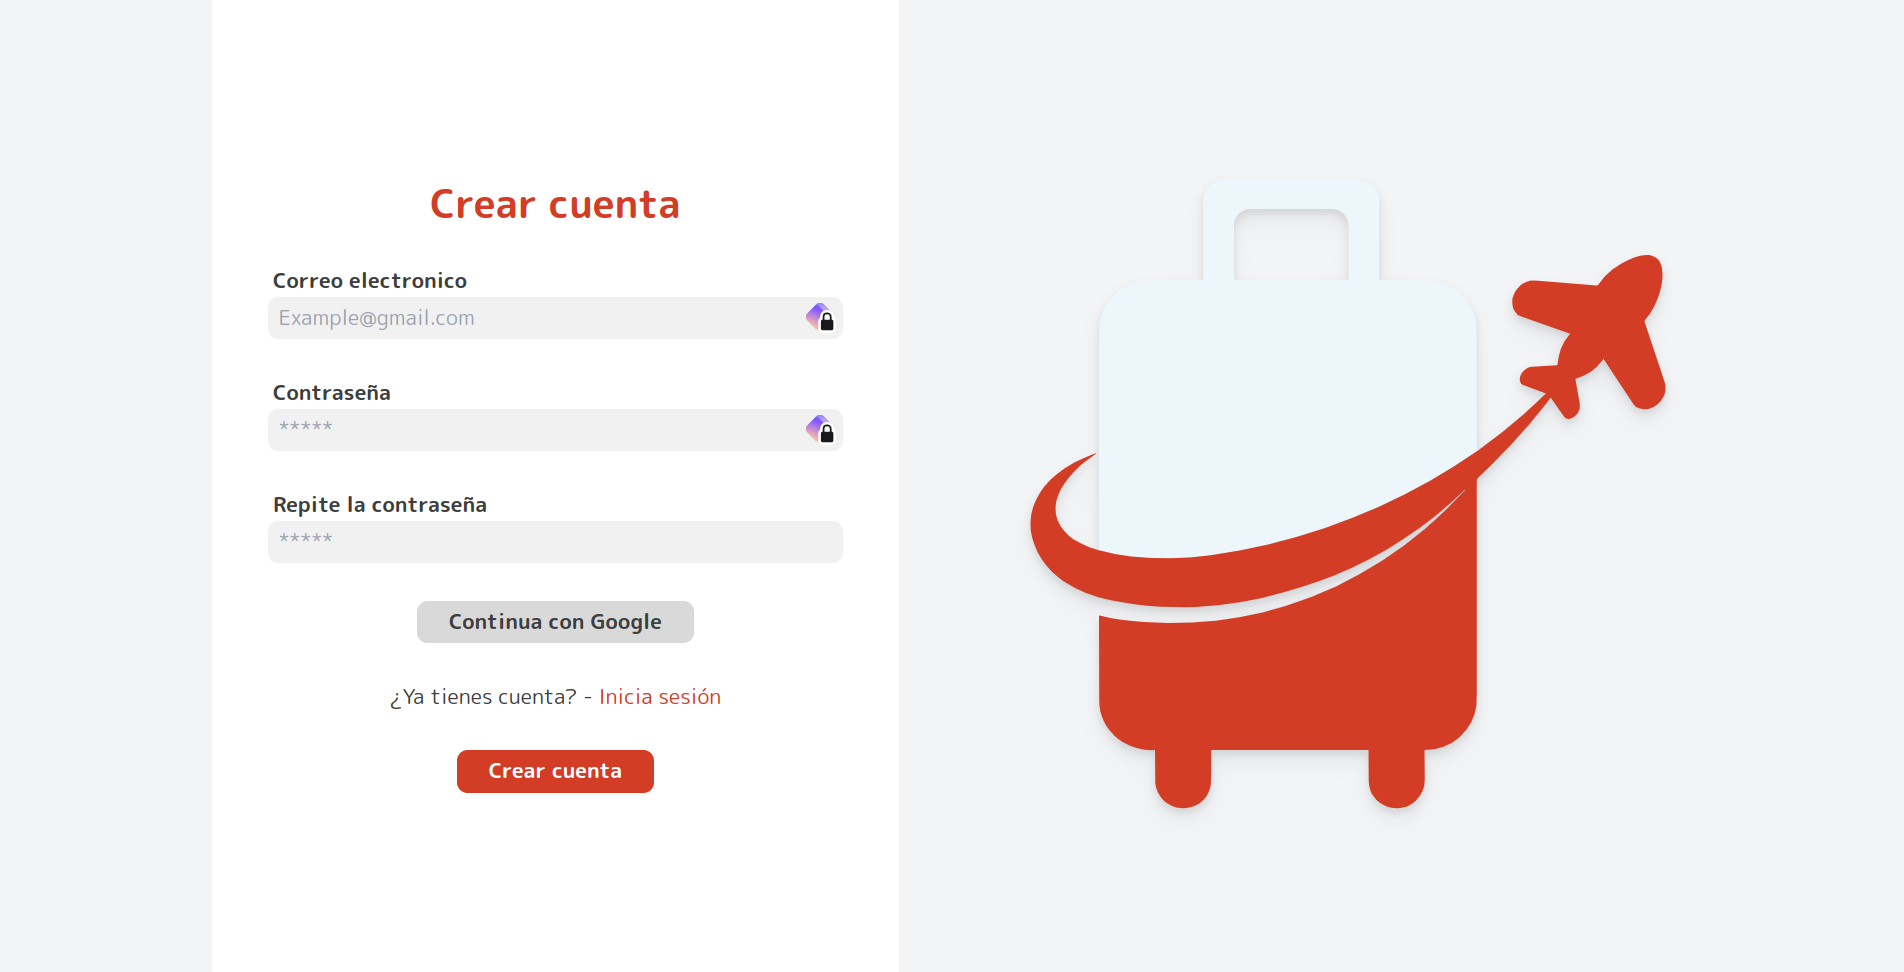 Crear cuenta
Correo electronico
Example@gmail.com
Contraseña
*****
Repite la contraseña
*****
Continua con Google
¿Ya tienes cuenta? - Inicia sesión
Crear cuenta